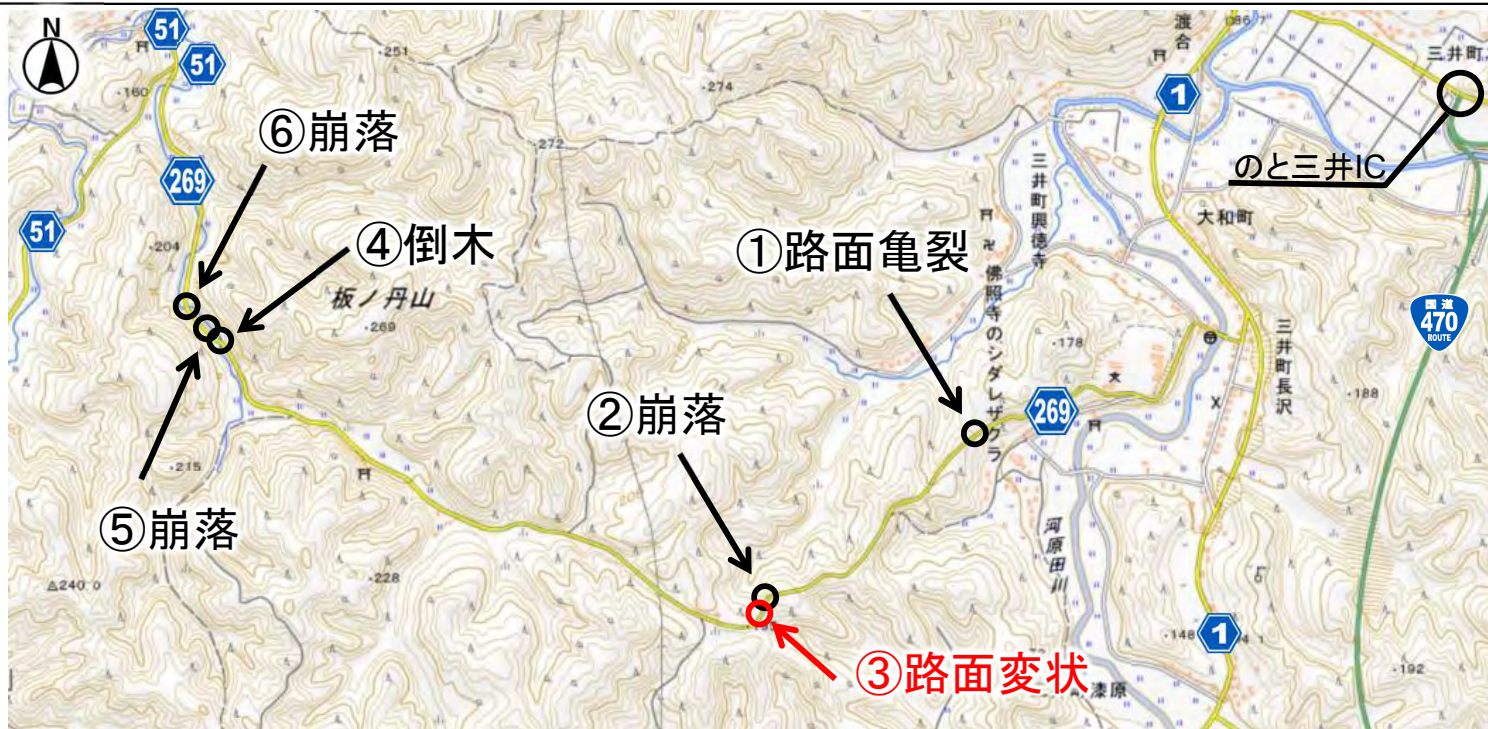 N
51
51
・251
渡合
三井町
・160
・274
1
⑥崩落
272
のと三井IC
269
三井町興徳寺
51
④倒木
大和町
・204
①路面亀裂
板ノ丹山
佛照寺のシダレザクラ
国道
470
ROUTE
・269
・178
三井町長沢
②崩落
269
・188
・215
⑤崩落
河原田川
△240.0
・228
・148
1
③路面変状
漆原
・192